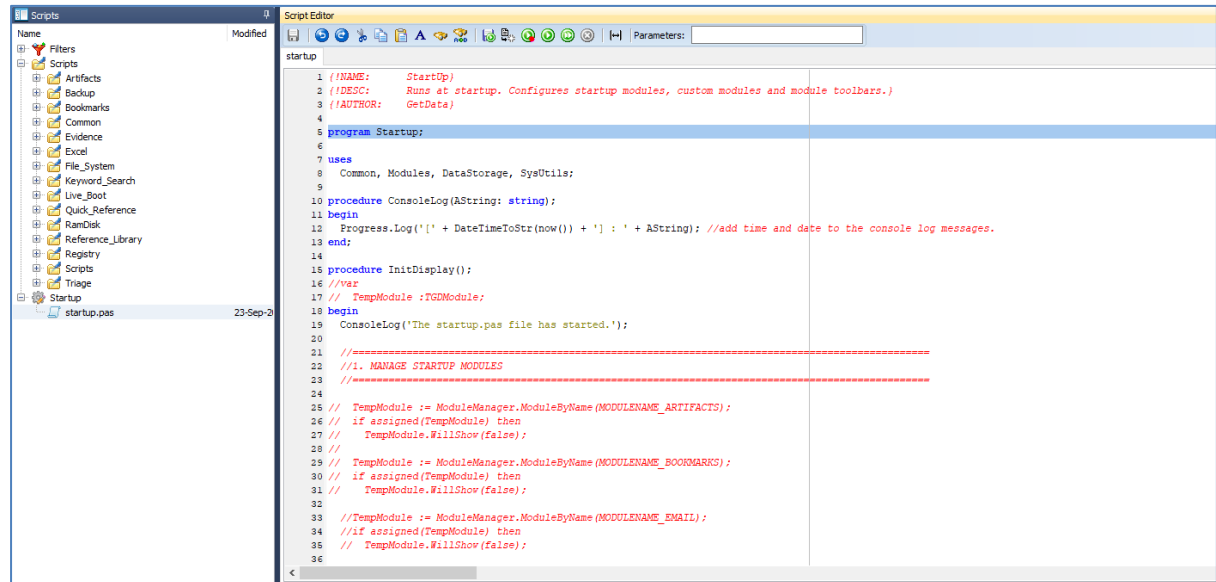 Scripts
Name Modified
Filters
Scripts
Artifacts
Backup
Bookmarks
Common
Evidence
Excel
File_System
Keyword_Search
Live_Boot
Quick_Reference
RamDisk
Reference_Library
Registry
Scripts
Triage
Startup
startup.pas 23-Sep-2
Script Editor
Parameters:
startup
1 {!NAME: StartUp}
2 {!DESC: Runs at startup. Configures startup modules, custom modules and module toolbars.}
3 {!AUTHOR: GetData}
4
5 program Startup;
6
7 uses
8 Common, Modules, DataStorage, SysUtils;
9
10 procedure ConsoleLog(AString: string);
11 begin
12 Progress.Log('[' + DateTimeToStr(now()) + '] : ' + AString); //add time and date to the console log messages.
13 end;
14
15 procedure InitDisplay();
16 //var
17 // TempModule :TGDModule;
18 begin
19 ConsoleLog('The startup.pas file has started.');
20
21 //================================================================================================
22 //1. MANAGE STARTUP MODULES
23 //================================================================================================
24
25 // TempModule := ModuleManager.ModuleByName(MODULENAME_ARTIFACTS);
26 // if assigned(TempModule) then
27 // TempModule.WillShow(false);
28 //
29 // TempModule := ModuleManager.ModuleByName(MODULENAME_BOOKMARKS);
30 // if assigned(TempModule) then
31 // TempModule.WillShow(false);
32
33 //TempModule := ModuleManager.ModuleByName(MODULENAME_EMAIL);
34 //if assigned(TempModule) then
35 // TempModule.WillShow(false);
36